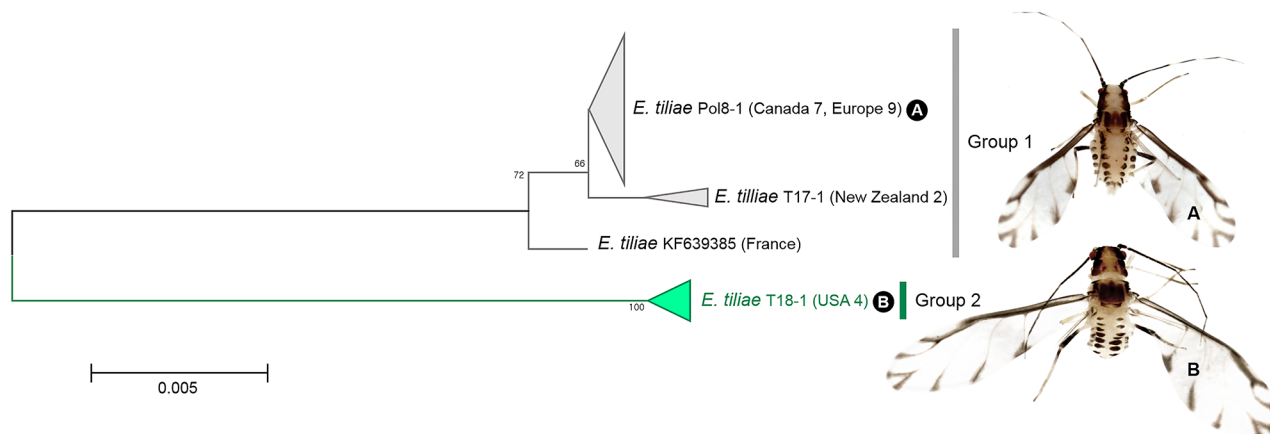 E. tiliae Pol8-1 (Canada 7, Europe 9) A
66
72
Group 1
E. tilliae T17-1 (New Zealand 2)
A
E. tiliae KF639385 (France)
E. tiliae T18-1 (USA 4) B
Group 2
100
B
0.005